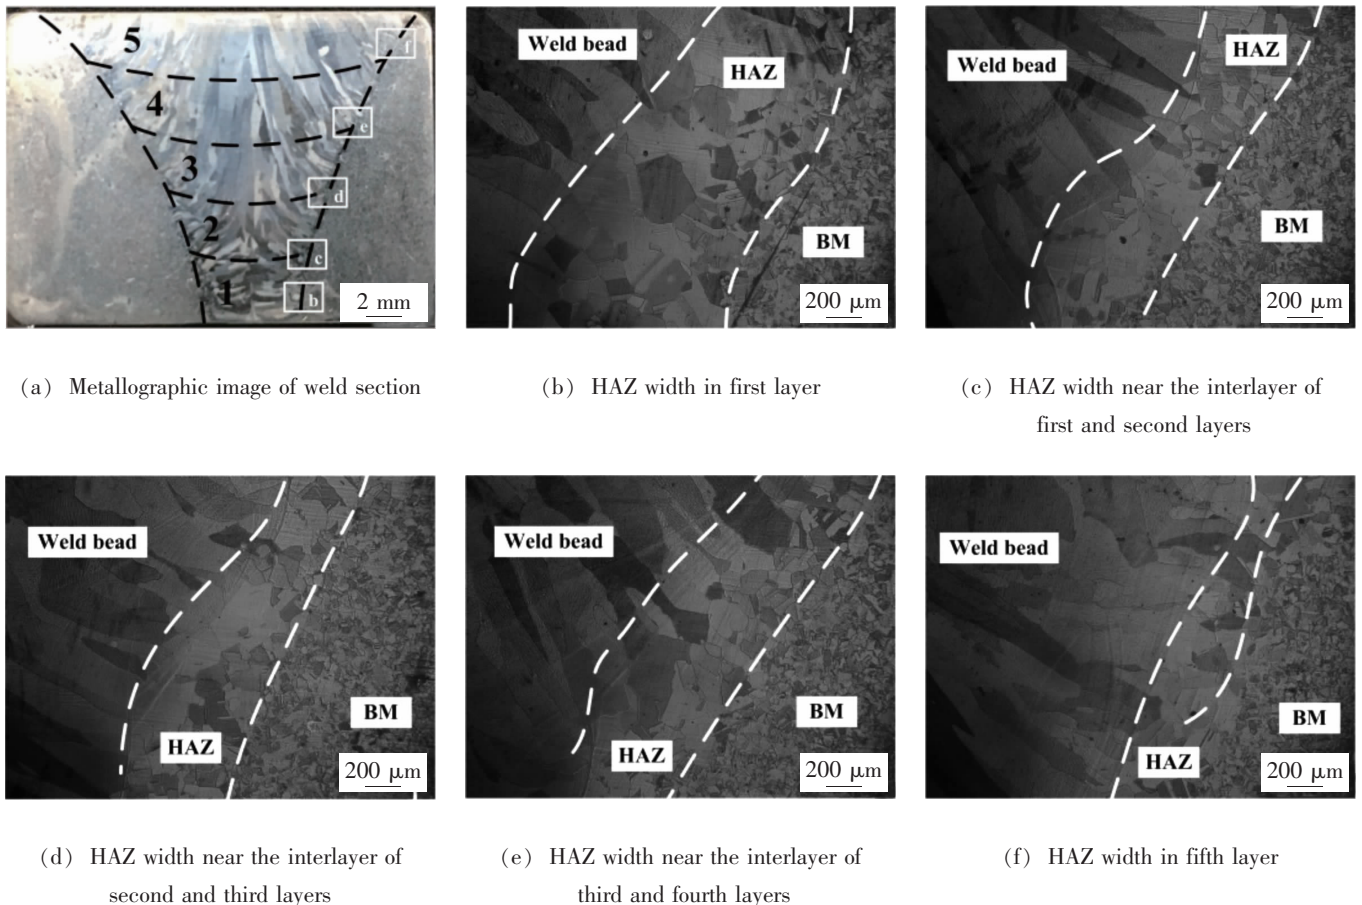 5
4
3
2
1
f
e
d
c
b
2 mm
Weld bead
HAZ
BM
200 μm
Weld bead
HAZ
BM
200 μm
(a) Metallographic image of weld section
(b) HAZ width in first layer
(c) HAZ width near the interlayer of
first and second layers
Weld bead
HAZ
BM
200 μm
Weld bead
HAZ
BM
200 μm
Weld bead
HAZ
BM
200 μm
(d) HAZ width near the interlayer of
second and third layers
(e) HAZ width near the interlayer of
third and fourth layers
(f) HAZ width in fifth layer